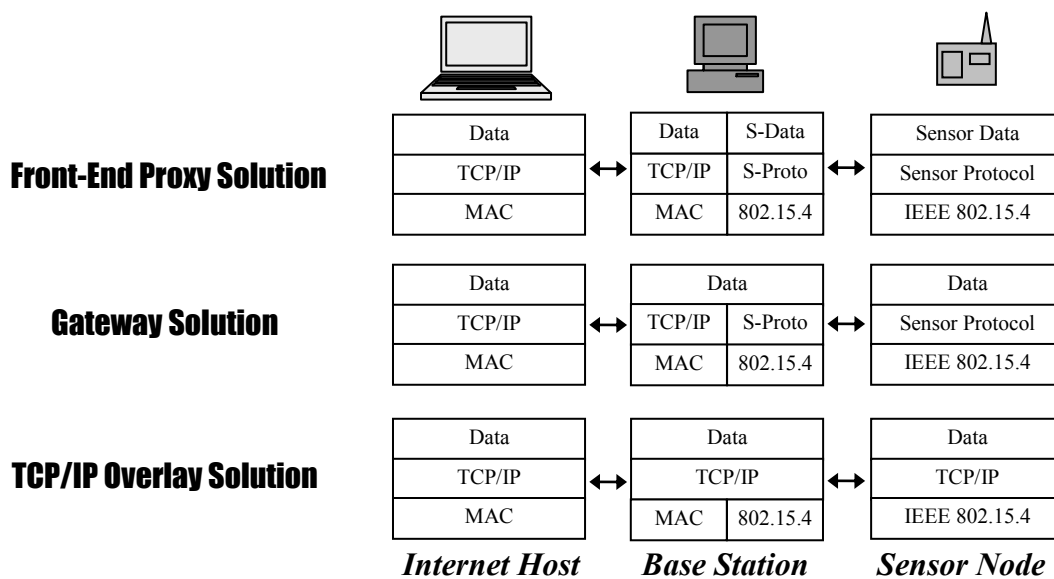 Front-End Proxy Solution
Data
TCP/IP
MAC
Data S-Data
TCP/IP S-Proto
MAC 802.15.4
Sensor Data
Sensor Protocol
IEEE 802.15.4
Gateway Solution
Data
TCP/IP
MAC
Data
TCP/IP S-Proto
MAC 802.15.4
Data
Sensor Protocol
IEEE 802.15.4
TCP/IP Overlay Solution
Data
TCP/IP
MAC
Data
TCP/IP
MAC 802.15.4
Data
TCP/IP
IEEE 802.15.4
Internet Host
Base Station
Sensor Node